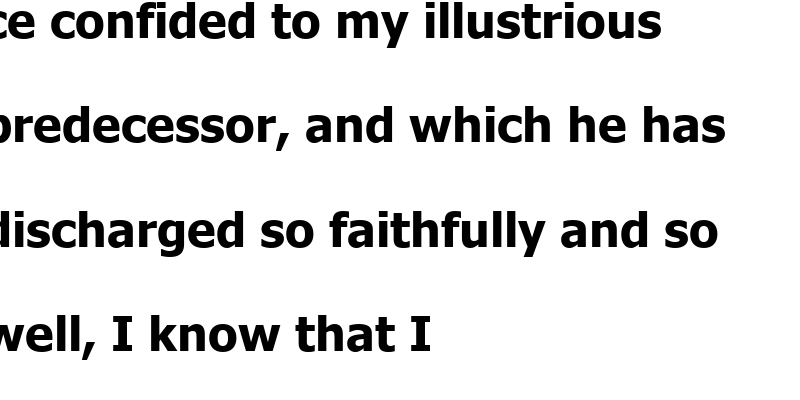 ce confided to my illustrious
predecessor, and which he has
discharged so faithfully and so
well, I know that I